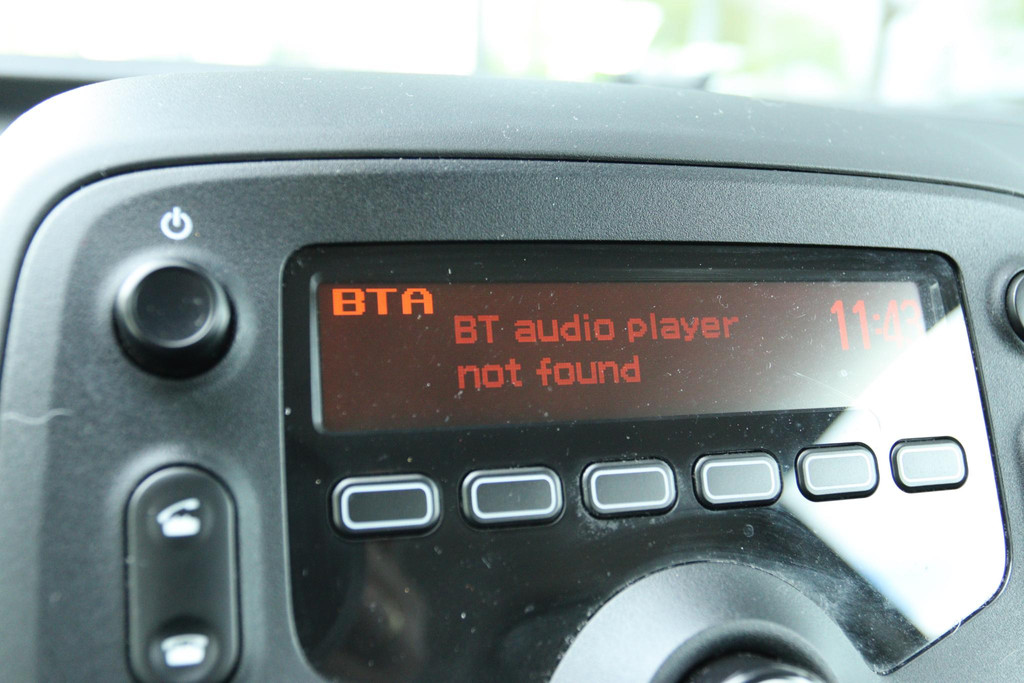 BTA
BT audio player
not found